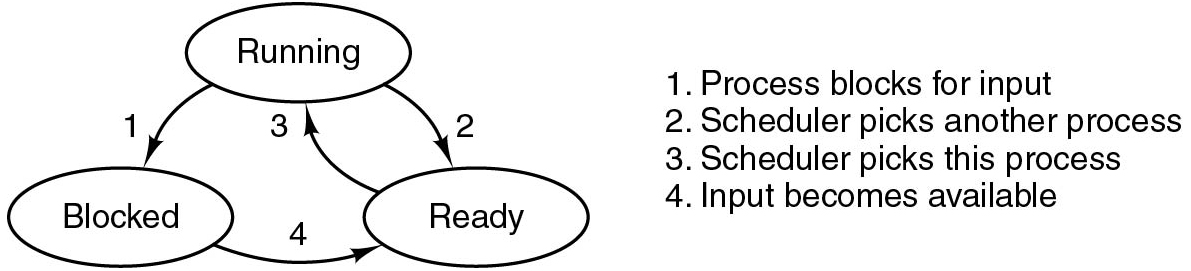 Running
1
3
2
Blocked
4
Ready
1. Process blocks for input
2. Scheduler picks another process
3. Scheduler picks this process
4. Input becomes available